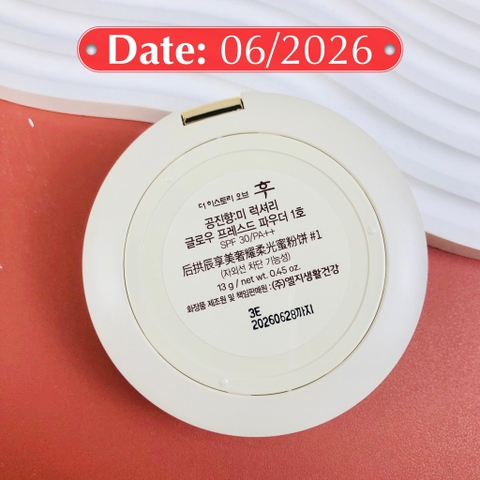 Date: 06/2026
더 히스토리 오브 후
공진향:미 럭셔리
글로우 프레스드 파우더 1호
SPF 30/PA++
后拱辰享美奢耀柔光蜜粉饼 #1
(자외선 차단 기능성)
13 g / net wt. 0.45 oz.
화장품 제조원 및 책임판매원 : (주)엘지생활건강
3E
20260628까지